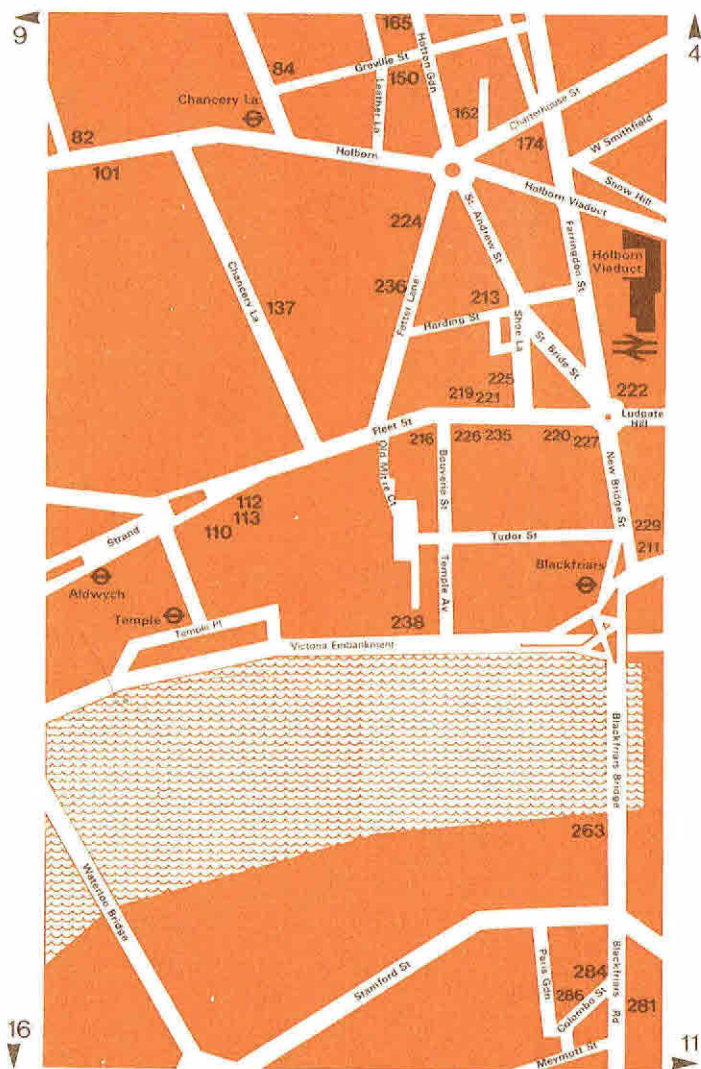 9
4
165
Hatton Gdn
Greville St
84
150
Leather La
Chancery La
162
Charterhouse St
174
82
W Smithfield
101
Holborn
Snow Hill
Holborn Viaduct
224
St. Andrew St
Farringdon St
Holborn Viaduct
236
Fetter Lane
Chancery La
137
213
Harding St
Shoe La
St Bride St
225
219
221
222
Fleet St
Ludgate Hill
216
226
235
220
227
Old Mitre Ct
Bouverie St
New Bridge St
112
113
110
229
Strand
Tudor St
211
Blackfriars
Aldwych
Temple
Temple Av
Temple Pl
238
Victoria Embankment
Blackfriars Bridge
263
Waterloo Bridge
Stamford St
Paris Gdn
284
Blackfriars Rd
286
Colombo St
281
16
Meymott St
11